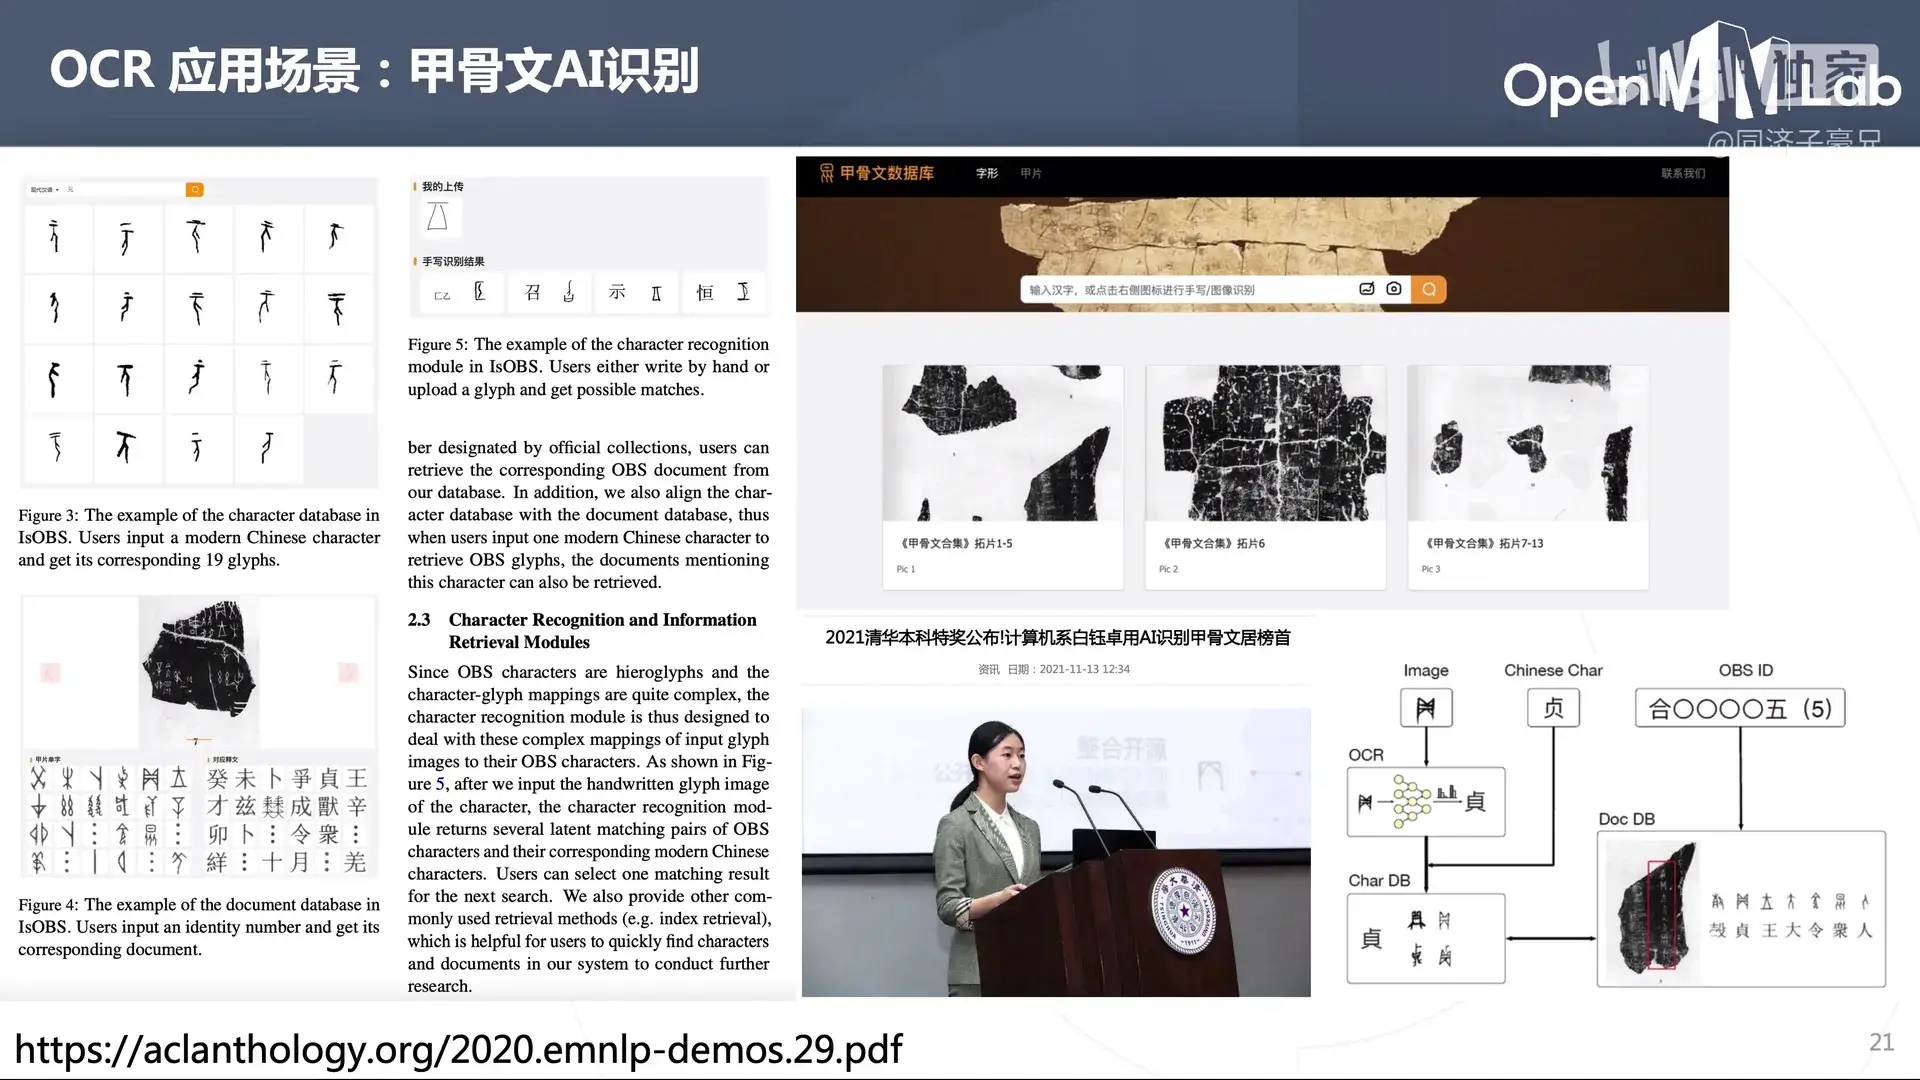 OCR 应用场景：甲骨文AI识别
OpenMMLab
独家
@同济子豪兄
现代汉语
元
Figure 3: The example of the character database in
IsOBS. Users input a modern Chinese character
and get its corresponding 19 glyphs.
7
甲片单字
对应释文
癸未卜爭貞王
成獸辛
卯卜⋮令衆⋮
⋮十月⋮羌
Figure 4: The example of the document database in
IsOBS. Users input an identity number and get its
corresponding document.
我的上传
手写识别结果
召
示
恒
Figure 5: The example of the character recognition
module in IsOBS. Users either write by hand or
upload a glyph and get possible matches.
ber designated by official collections, users can
retrieve the corresponding OBS document from
our database. In addition, we also align the char-
acter database with the document database, thus
when users input one modern Chinese character to
retrieve OBS glyphs, the documents mentioning
this character can also be retrieved.
2.3 Character Recognition and Information
Retrieval Modules
Since OBS characters are hieroglyphs and the
character-glyph mappings are quite complex, the
character recognition module is thus designed to
deal with these complex mappings of input glyph
images to their OBS characters. As shown in Fig-
ure 5, after we input the handwritten glyph image
of the character, the character recognition mod-
ule returns several latent matching pairs of OBS
characters and their corresponding modern Chinese
characters. Users can select one matching result
for the next search. We also provide other com-
monly used retrieval methods (e.g. index retrieval),
which is helpful for users to quickly find characters
and documents in our system to conduct further
research.
甲骨文数据库
字形
甲片
联系我们
输入汉字，或点击右侧图标进行手写/图像识别
《甲骨文合集》拓片1-5
Pic 1
《甲骨文合集》拓片6
Pic 2
《甲骨文合集》拓片7-13
Pic 3
2021清华本科特奖公布!计算机系白钰卓用AI识别甲骨文居榜首
资讯 日期：2021-11-13 12:34
Image
Chinese Char
OBS ID
贞
合〇〇〇〇五（5）
OCR
貞
Doc DB
Char DB
貞
貞王大令衆人
https://aclanthology.org/2020.emnlp-demos.29.pdf
21